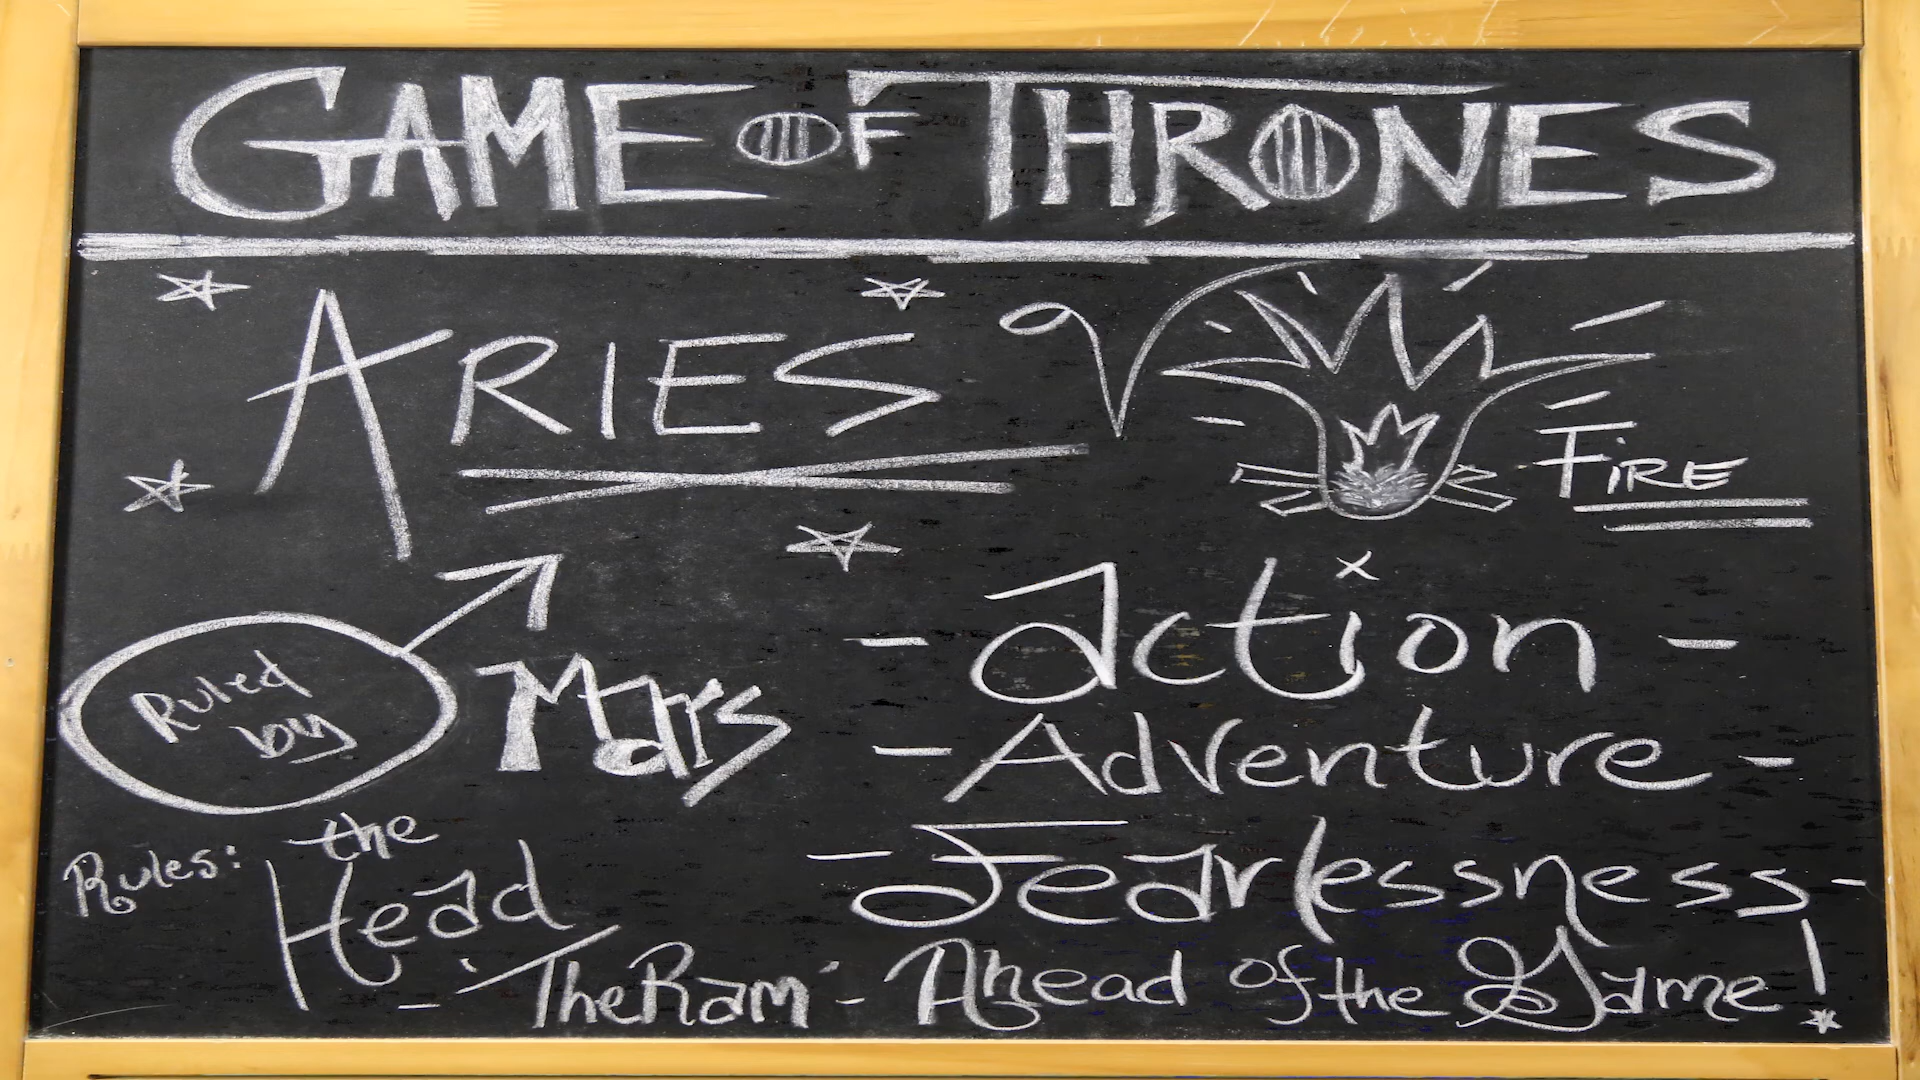 GAME OF THRONES
ARIES
FIRE
Ruled by
Mars
- action -
- Adventure -
- Fearlessness -
Rules: the Head
- "The Ram" - Ahead of the Game!